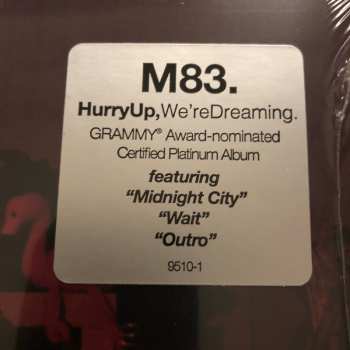 M83.
HurryUp,We'reDreaming.
GRAMMY® Award-nominated
Certified Platinum Album
featuring
"Midnight City"
"Wait"
"Outro"
9510-1